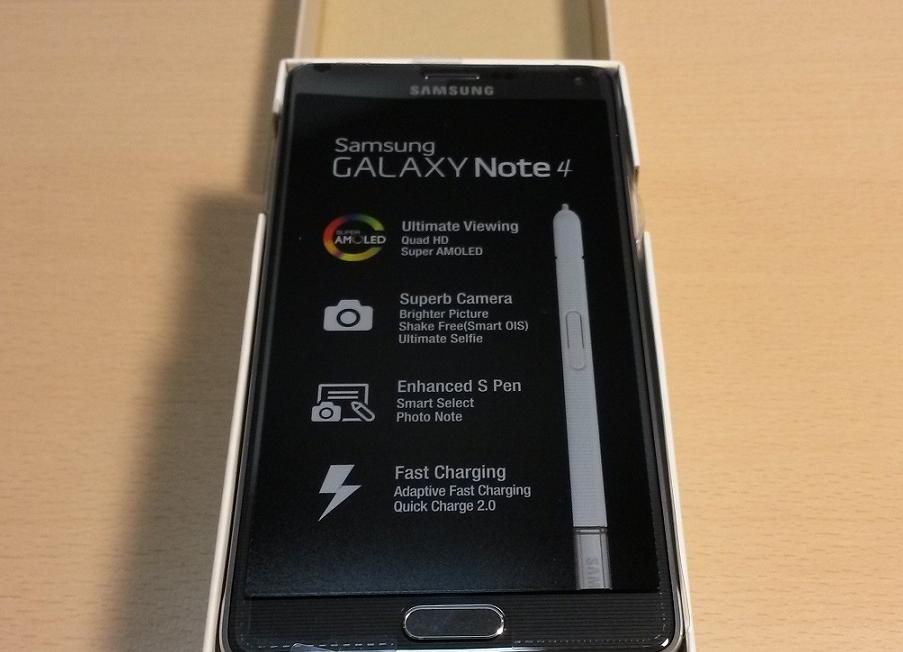 SAMSUNG
Samsung
GALAXY Note 4
SUPER
AMOLED
Ultimate Viewing
Quad HD
Super AMOLED
Superb Camera
Brighter Picture
Shake Free(Smart OIS)
Ultimate Selfie
Enhanced S Pen
Smart Select
Photo Note
Fast Charging
Adaptive Fast Charging
Quick Charge 2.0
SAM